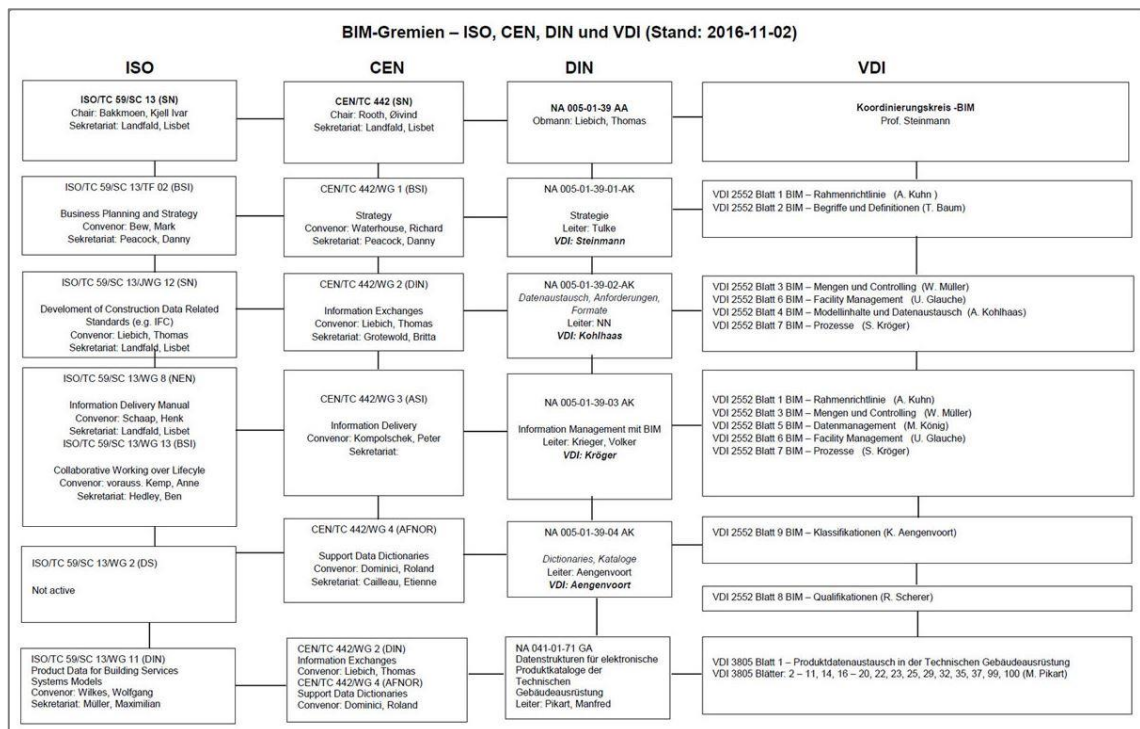 BIM-Gremien – ISO, CEN, DIN und VDI (Stand: 2016-11-02)
ISO
CEN
DIN
VDI
ISO/TC 59/SC 13 (SN)
Chair: Bakkmoen, Kjell Ivar
Sekretariat: Landfald, Lisbet
CEN/TC 442 (SN)
Chair: Rooth, Øivind
Sekretariat: Landfald, Lisbet
NA 005-01-39 AA
Obmann: Liebich, Thomas
Koordinierungskreis -BIM
Prof. Steinmann
ISO/TC 59/SC 13/TF 02 (BSI)
Business Planning and Strategy
Convenor: Bew, Mark
Sekretariat: Peacock, Danny
CEN/TC 442/WG 1 (BSI)
Strategy
Convenor: Waterhouse, Richard
Sekretariat: Peacock, Danny
NA 005-01-39-01-AK
Strategie
Leiter: Tulke
VDI: Steinmann
VDI 2552 Blatt 1 BIM – Rahmenrichtlinie (A. Kuhn )
VDI 2552 Blatt 2 BIM – Begriffe und Definitionen (T. Baum)
ISO/TC 59/SC 13/JWG 12 (SN)
Develoment of Construction Data Related
Standards (e.g. IFC)
Convenor: Liebich, Thomas
Sekretariat: Landfald, Lisbet
CEN/TC 442/WG 2 (DIN)
Information Exchanges
Convenor: Liebich, Thomas
Sekretariat: Grotewold, Britta
NA 005-01-39-02-AK
Datenaustausch, Anforderungen,
Formate
Leiter: NN
VDI: Kohlhaas
VDI 2552 Blatt 3 BIM – Mengen und Controlling (W. Müller)
VDI 2552 Blatt 6 BIM – Facility Management (U. Glauche)
VDI 2552 Blatt 4 BIM – Modellinhalte und Datenaustausch (A. Kohlhaas)
VDI 2552 Blatt 7 BIM – Prozesse (S. Kröger)
ISO/TC 59/SC 13/WG 8 (NEN)
Information Delivery Manual
Convenor: Schaap, Henk
Sekretariat: Landfald, Lisbet
ISO/TC 59/SC 13/WG 13 (BSI)
Collaborative Working over Lifecyle
Convenor: vorauss. Kemp, Anne
Sekretariat: Hedley, Ben
CEN/TC 442/WG 3 (ASI)
Information Delivery
Convenor: Kompolschek, Peter
Sekretariat:
NA 005-01-39-03 AK
Information Management mit BIM
Leiter: Krieger, Volker
VDI: Kröger
VDI 2552 Blatt 1 BIM – Rahmenrichtlinie (A. Kuhn)
VDI 2552 Blatt 3 BIM – Mengen und Controlling (W. Müller)
VDI 2552 Blatt 5 BIM – Datenmanagement (M. König)
VDI 2552 Blatt 6 BIM – Facility Management (U. Glauche)
VDI 2552 Blatt 7 BIM – Prozesse (S. Kröger)
ISO/TC 59/SC 13/WG 2 (DS)
Not active
CEN/TC 442/WG 4 (AFNOR)
Support Data Dictionaries
Convenor: Dominici, Roland
Sekretariat: Cailleau, Etienne
NA 005-01-39-04 AK
Dictionaries, Kataloge
Leiter: Aengenvoort
VDI: Aengenvoort
VDI 2552 Blatt 9 BIM – Klassifikationen (K. Aengenvoort)
VDI 2552 Blatt 8 BIM – Qualifikationen (R. Scherer)
ISO/TC 59/SC 13/WG 11 (DIN)
Product Data for Building Services
Systems Models
Convenor: Wilkes, Wolfgang
Sekretariat: Müller, Maximilian
CEN/TC 442/WG 2 (DIN)
Information Exchanges
Convenor: Liebich, Thomas
CEN/TC 442/WG 4 (AFNOR)
Support Data Dictionaries
Convenor: Dominici, Roland
NA 041-01-71 GA
Datenstrukturen für elektronische
Produktkataloge der
Technischen
Gebäudeausrüstung
Leiter: Pikart, Manfred
VDI 3805 Blatt 1 – Produktdatenaustausch in der Technischen Gebäudeausrüstung
VDI 3805 Blätter: 2 – 11, 14, 16 – 20, 22, 23, 25, 29, 32, 35, 37, 99, 100 (M. Pikart)